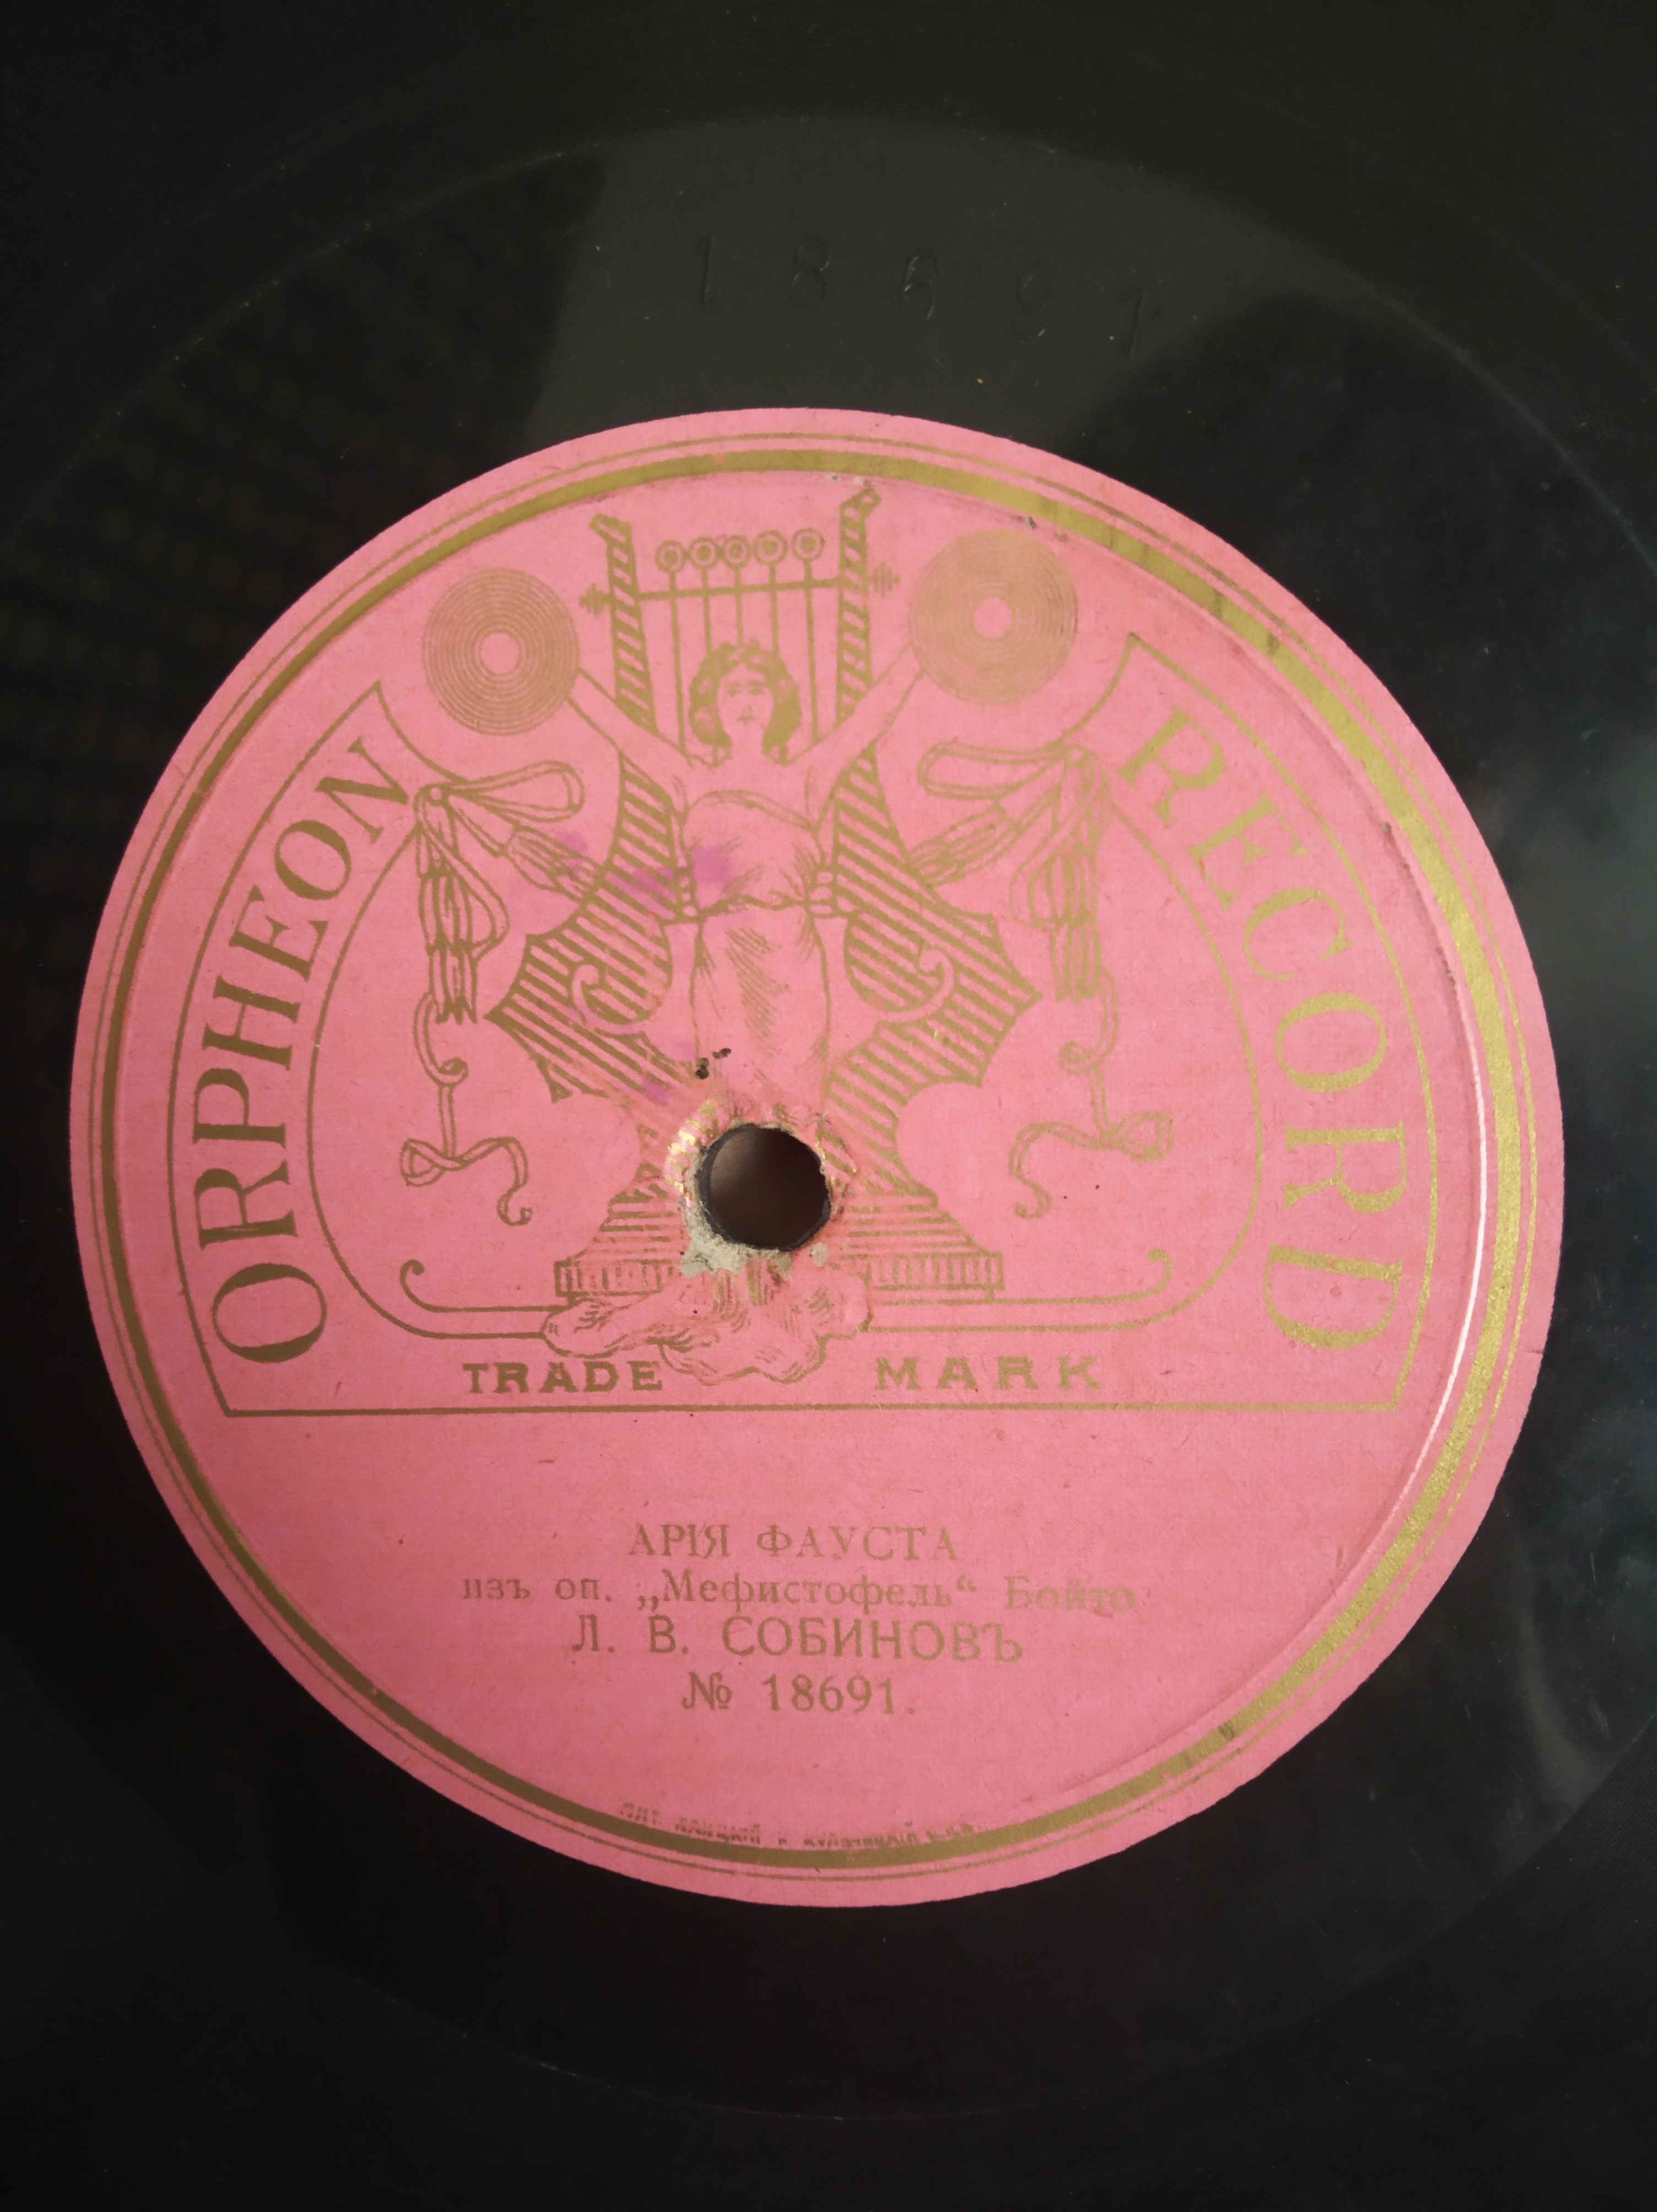 18691
ORPHEON RECORD
TRADE MARK
АРІЯ ФАУСТА
изъ оп. „Мефистофель“ Бойто
Л. В. СОБИНОВЪ
№ 18691.